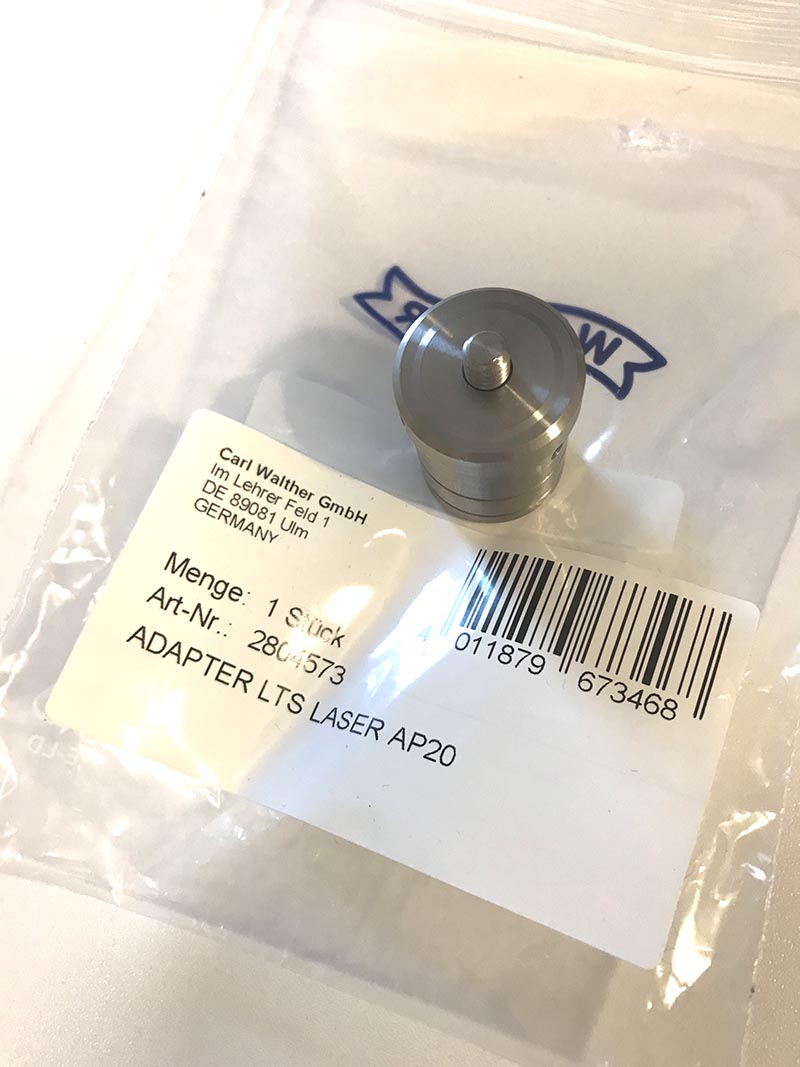 Carl Walther GmbH
Im Lehrer Feld 1
DE 89081 Ulm
GERMANY
Menge: 1 Stück
Art-Nr.: 2804573
ADAPTER LTS LASER AP20
4 011879 673468